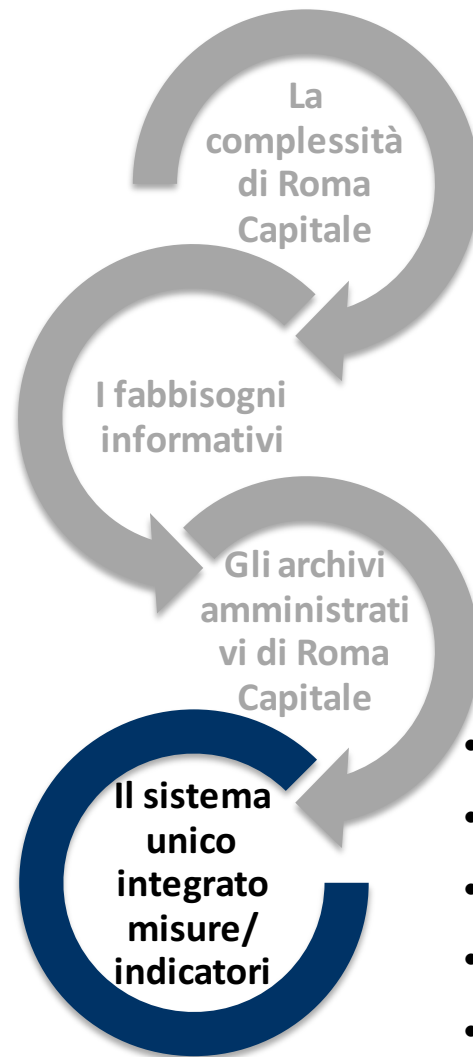 La
complessità
di Roma
Capitale
I fabbisogni
informativi
Gli archivi
amministrati
vi di Roma
Capitale
Il sistema
unico
integrato
misure/
indicatori
•
•
•
•
•